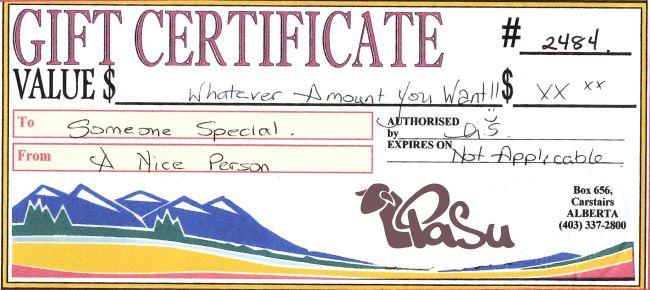 GIFT CERTIFICATE # 2484.
VALUE $ Whatever Amount You Want!! $ XX xx
To Someone Special. AUTHORISED
by
From A Nice Person EXPIRES ON Not Applicable
PaSu
Box 656,
Carstairs
ALBERTA
(403) 337-2800